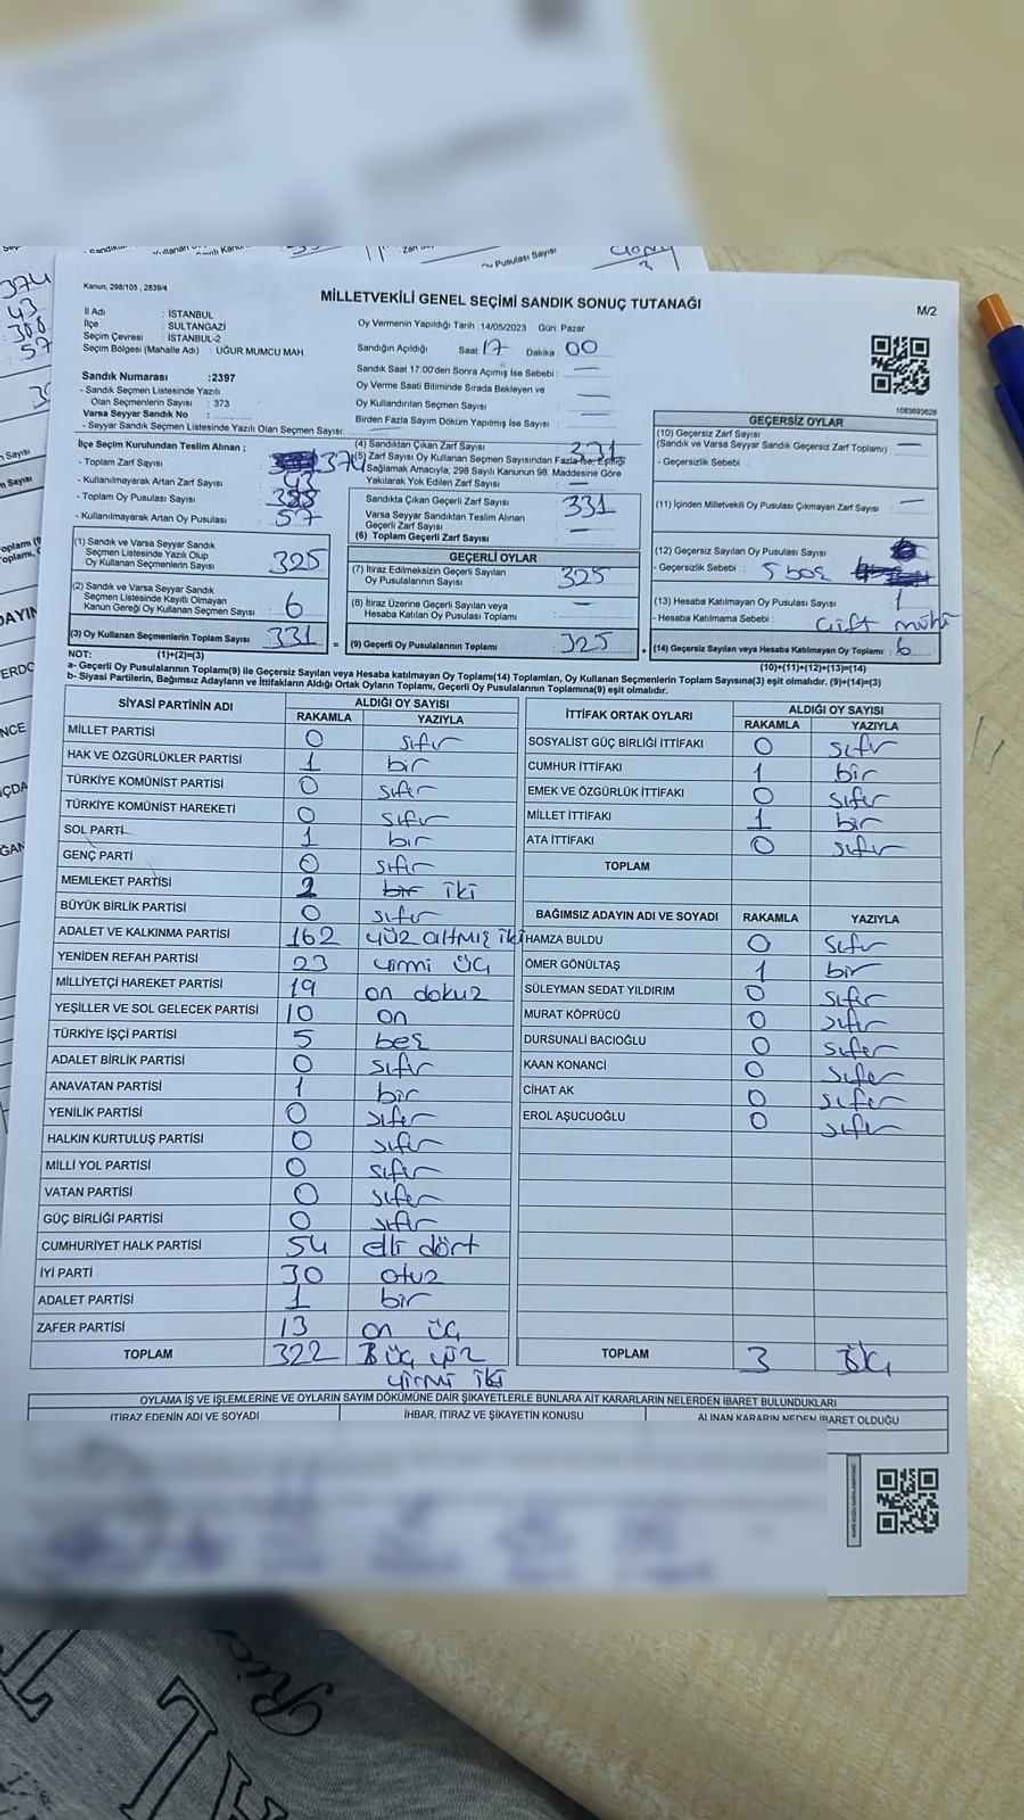 374
43
388
57
Kanun, 298/105 , 2839/4
MİLLETVEKİLİ GENEL SEÇİMİ SANDIK SONUÇ TUTANAĞI
M/2
İl Adı : İSTANBUL
İlçe : SULTANGAZİ
Seçim Çevresi : İSTANBUL-2
Seçim Bölgesi (Mahalle Adı) : UĞUR MUMCU MAH.
Sandık Numarası :2397
- Sandık Seçmen Listesinde Yazılı
Olan Seçmenlerin Sayısı : 373
Varsa Seyyar Sandık No :
- Seyyar Sandık Seçmen Listesinde Yazılı Olan Seçmen Sayısı:
Oy Vermenin Yapıldığı Tarih :14/05/2023 Gün: Pazar
Sandığın Açıldığı Saat 17 Dakika 00
Sandık Saat 17:00'den Sonra Açılmış İse Sebebi: —
Oy Verme Saati Bitiminde Sırada Bekleyen ve
Oy Kullandırılan Seçmen Sayısı —
Birden Fazla Sayım Döküm Yapılmış İse Sayısı —
1083693628
İlçe Seçim Kurulundan Teslim Alınan ;
- Toplam Zarf Sayısı 374
- Kullanılmayarak Artan Zarf Sayısı 43
- Toplam Oy Pusulası Sayısı 388
- Kullanılmayarak Artan Oy Pusulası 57
(1) Sandık ve Varsa Seyyar Sandık
Seçmen Listesinde Yazılı Olup
Oy Kullanan Seçmenlerin Sayısı 325
(2) Sandık ve Varsa Seyyar Sandık
Seçmen Listesinde Kayıtlı Olmayan
Kanun Gereği Oy Kullanan Seçmen Sayısı 6
(3) Oy Kullanan Seçmenlerin Toplam Sayısı 331 =
(4) Sandıktan Çıkan Zarf Sayısı 331
(5) Zarf Sayısı Oy Kullanan Seçmen Sayısından Fazla İse, Eşitliği
Sağlamak Amacıyla, 298 Sayılı Kanunun 98. Maddesine Göre
Yakılarak Yok Edilen Zarf Sayısı —
Sandıkta Çıkan Geçerli Zarf Sayısı 331
Varsa Seyyar Sandıktan Teslim Alınan
Geçerli Zarf Sayısı —
(6) Toplam Geçerli Zarf Sayısı
GEÇERLİ OYLAR
(7) İtiraz Edilmeksizin Geçerli Sayılan
Oy Pusulalarının Sayısı 325
(8) İtiraz Üzerine Geçerli Sayılan veya
Hesaba Katılan Oy Pusulası Toplamı —
(9) Geçerli Oy Pusulalarının Toplamı 325 +
GEÇERSİZ OYLAR
(10) Geçersiz Zarf Sayısı
(Sandık ve Varsa Seyyar Sandık Geçersiz Zarf Toplamı) —
- Geçersizlik Sebebi :
(11) İçinden Milletvekili Oy Pusulası Çıkmayan Zarf Sayısı —
(12) Geçersiz Sayılan Oy Pusulası Sayısı
- Geçersizlik Sebebi : 5 boş
(13) Hesaba Katılmayan Oy Pusulası Sayısı 1
- Hesaba Katılmama Sebebi : Çift mühür
(14) Geçersiz Sayılan veya Hesaba Katılmayan Oy Toplamı : 6
NOT: (1)+(2)=(3)
(10)+(11)+(12)+(13)=(14)
a- Geçerli Oy Pusulalarının Toplamı(9) ile Geçersiz Sayılan veya Hesaba katılmayan Oy Toplamı(14) Toplamları, Oy Kullanan Seçmenlerin Toplam Sayısına(3) eşit olmalıdır. (9)+(14)=(3)
b- Siyasi Partilerin, Bağımsız Adayların ve İttifakların Aldığı Ortak Oyların Toplamı, Geçerli Oy Pusulalarının Toplamına(9) eşit olmalıdır.
SİYASİ PARTİNİN ADI ALDIĞI OY SAYISI
RAKAMLA YAZIYLA
MİLLET PARTİSİ 0 sıfır
HAK VE ÖZGÜRLÜKLER PARTİSİ 1 bir
TÜRKİYE KOMÜNİST PARTİSİ 0 sıfır
TÜRKİYE KOMÜNİST HAREKETİ 0 sıfır
SOL PARTİ 1 bir
GENÇ PARTİ 0 sıfır
MEMLEKET PARTİSİ 2 bir iki
BÜYÜK BİRLİK PARTİSİ 0 sıfır
ADALET VE KALKINMA PARTİSİ 162 yüz altmış iki
YENİDEN REFAH PARTİSİ 23 yirmi üç
MİLLİYETÇİ HAREKET PARTİSİ 19 on dokuz
YEŞİLLER VE SOL GELECEK PARTİSİ 10 on
TÜRKİYE İŞÇİ PARTİSİ 5 beş
ADALET BİRLİK PARTİSİ 0 sıfır
ANAVATAN PARTİSİ 1 bir
YENİLİK PARTİSİ 0 sıfır
HALKIN KURTULUŞ PARTİSİ 0 sıfır
MİLLİ YOL PARTİSİ 0 sıfır
VATAN PARTİSİ 0 sıfır
GÜÇ BİRLİĞİ PARTİSİ 0 sıfır
CUMHURİYET HALK PARTİSİ 54 elli dört
İYİ PARTİ 30 otuz
ADALET PARTİSİ 1 bir
ZAFER PARTİSİ 13 on üç
TOPLAM 322 üç yüz
yirmi iki
İTTİFAK ORTAK OYLARI ALDIĞI OY SAYISI
RAKAMLA YAZIYLA
SOSYALİST GÜÇ BİRLİĞİ İTTİFAKI 0 sıfır
CUMHUR İTTİFAKI 1 bir
EMEK VE ÖZGÜRLÜK İTTİFAKI 0 sıfır
MİLLET İTTİFAKI 1 bir
ATA İTTİFAKI 0 sıfır
TOPLAM
BAĞIMSIZ ADAYIN ADI VE SOYADI RAKAMLA YAZIYLA
HAMZA BULDU 0 sıfır
ÖMER GÖNÜLTAŞ 1 bir
SÜLEYMAN SEDAT YILDIRIM 0 sıfır
MURAT KÖPRÜCÜ 0 sıfır
DURSUNALİ BACIOĞLU 0 sıfır
KAAN KONANCİ 0 sıfır
CİHAT AK 0 sıfır
EROL AŞUCUOĞLU 0 sıfır
TOPLAM 3 üç
OYLAMA İŞ VE İŞLEMLERİNE VE OYLARIN SAYIM DÖKÜMÜNE DAİR ŞİKAYETLERLE BUNLARA AİT KARARLARIN NELERDEN İBARET BULUNDUKLARI
İTİRAZ EDENİN ADI VE SOYADI İHBAR, İTİRAZ VE ŞİKAYETİN KONUSU ALINAN KARARIN NEDEN İBARET OLDUĞU